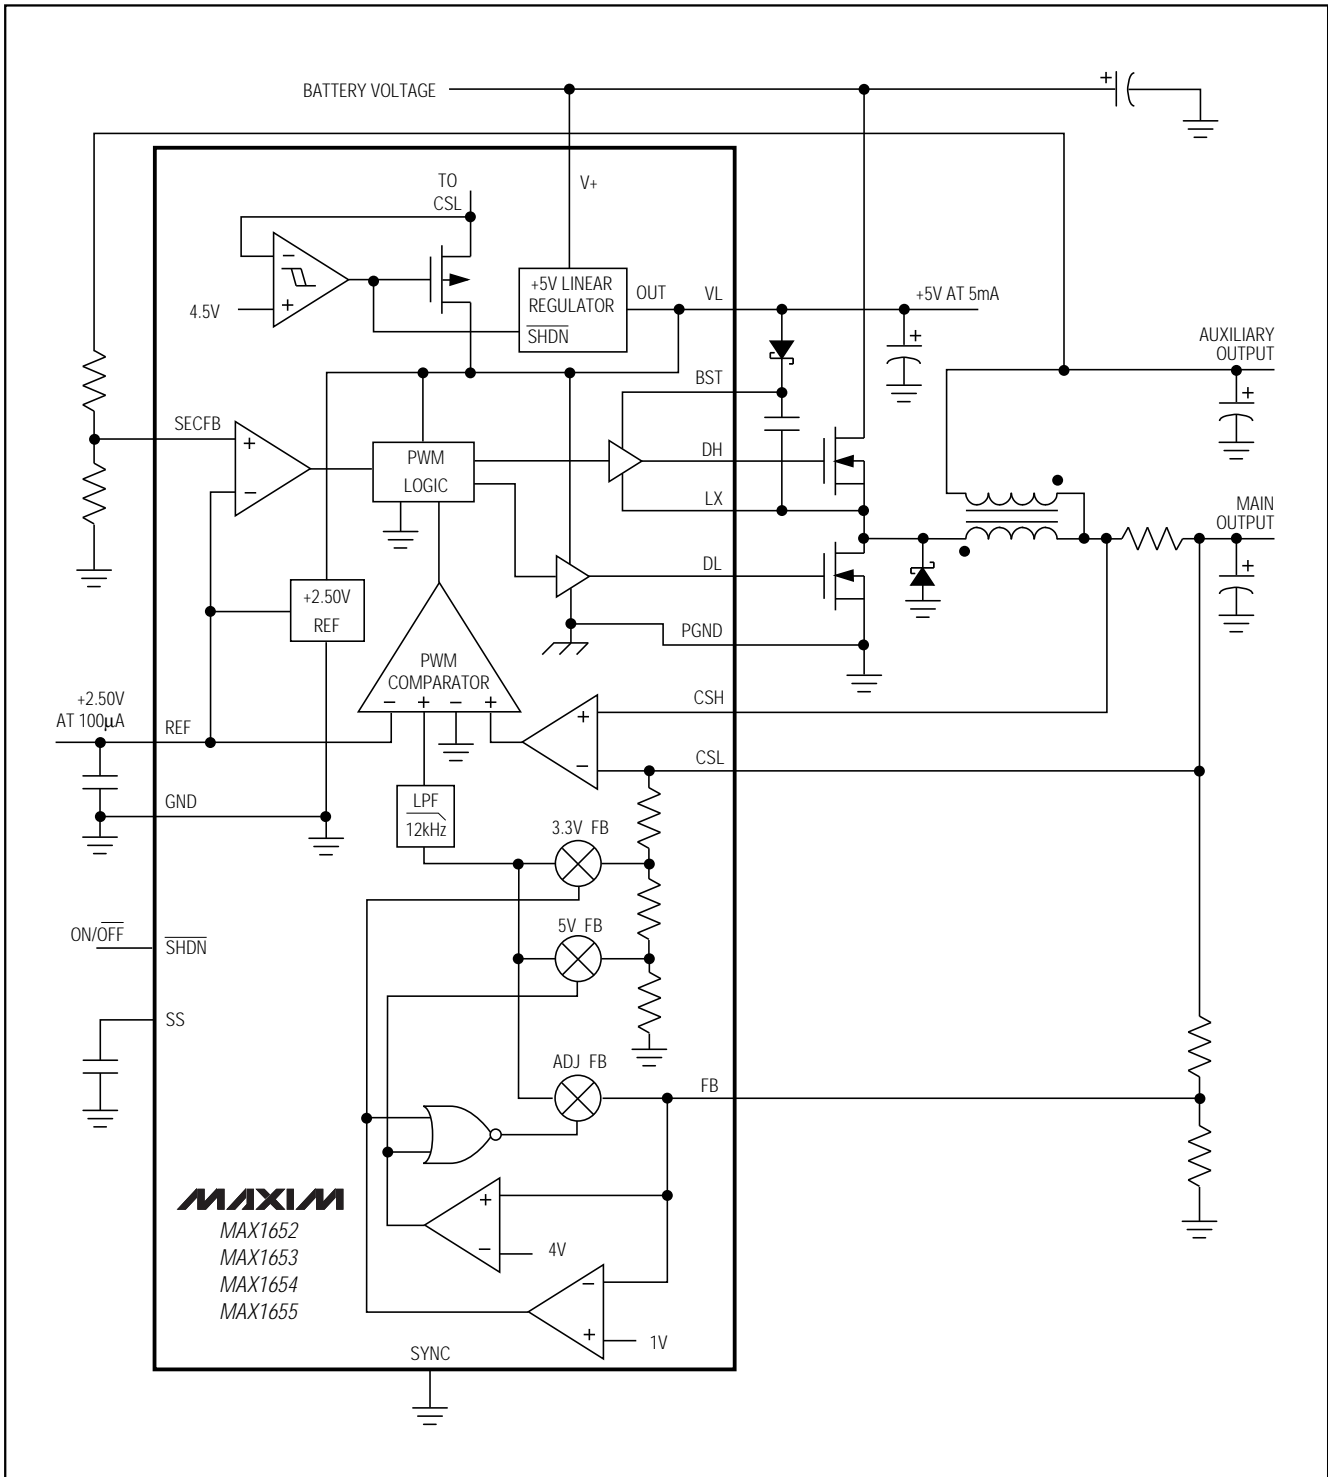 BATTERY VOLTAGE
TO
CSL
V+
+5V LINEAR
REGULATOR
SHDN
OUT
VL
+5V AT 5mA
4.5V
AUXILIARY
OUTPUT
BST
SECFB
PWM
LOGIC
DH
LX
MAIN
OUTPUT
DL
+2.50V
REF
PGND
PWM
COMPARATOR
+2.50V
AT 100µA
REF
CSH
CSL
GND
LPF
12kHz
3.3V FB
ON/OFF
SHDN
5V FB
SS
ADJ FB
FB
MAXIM
MAX1652
MAX1653
MAX1654
MAX1655
4V
1V
SYNC